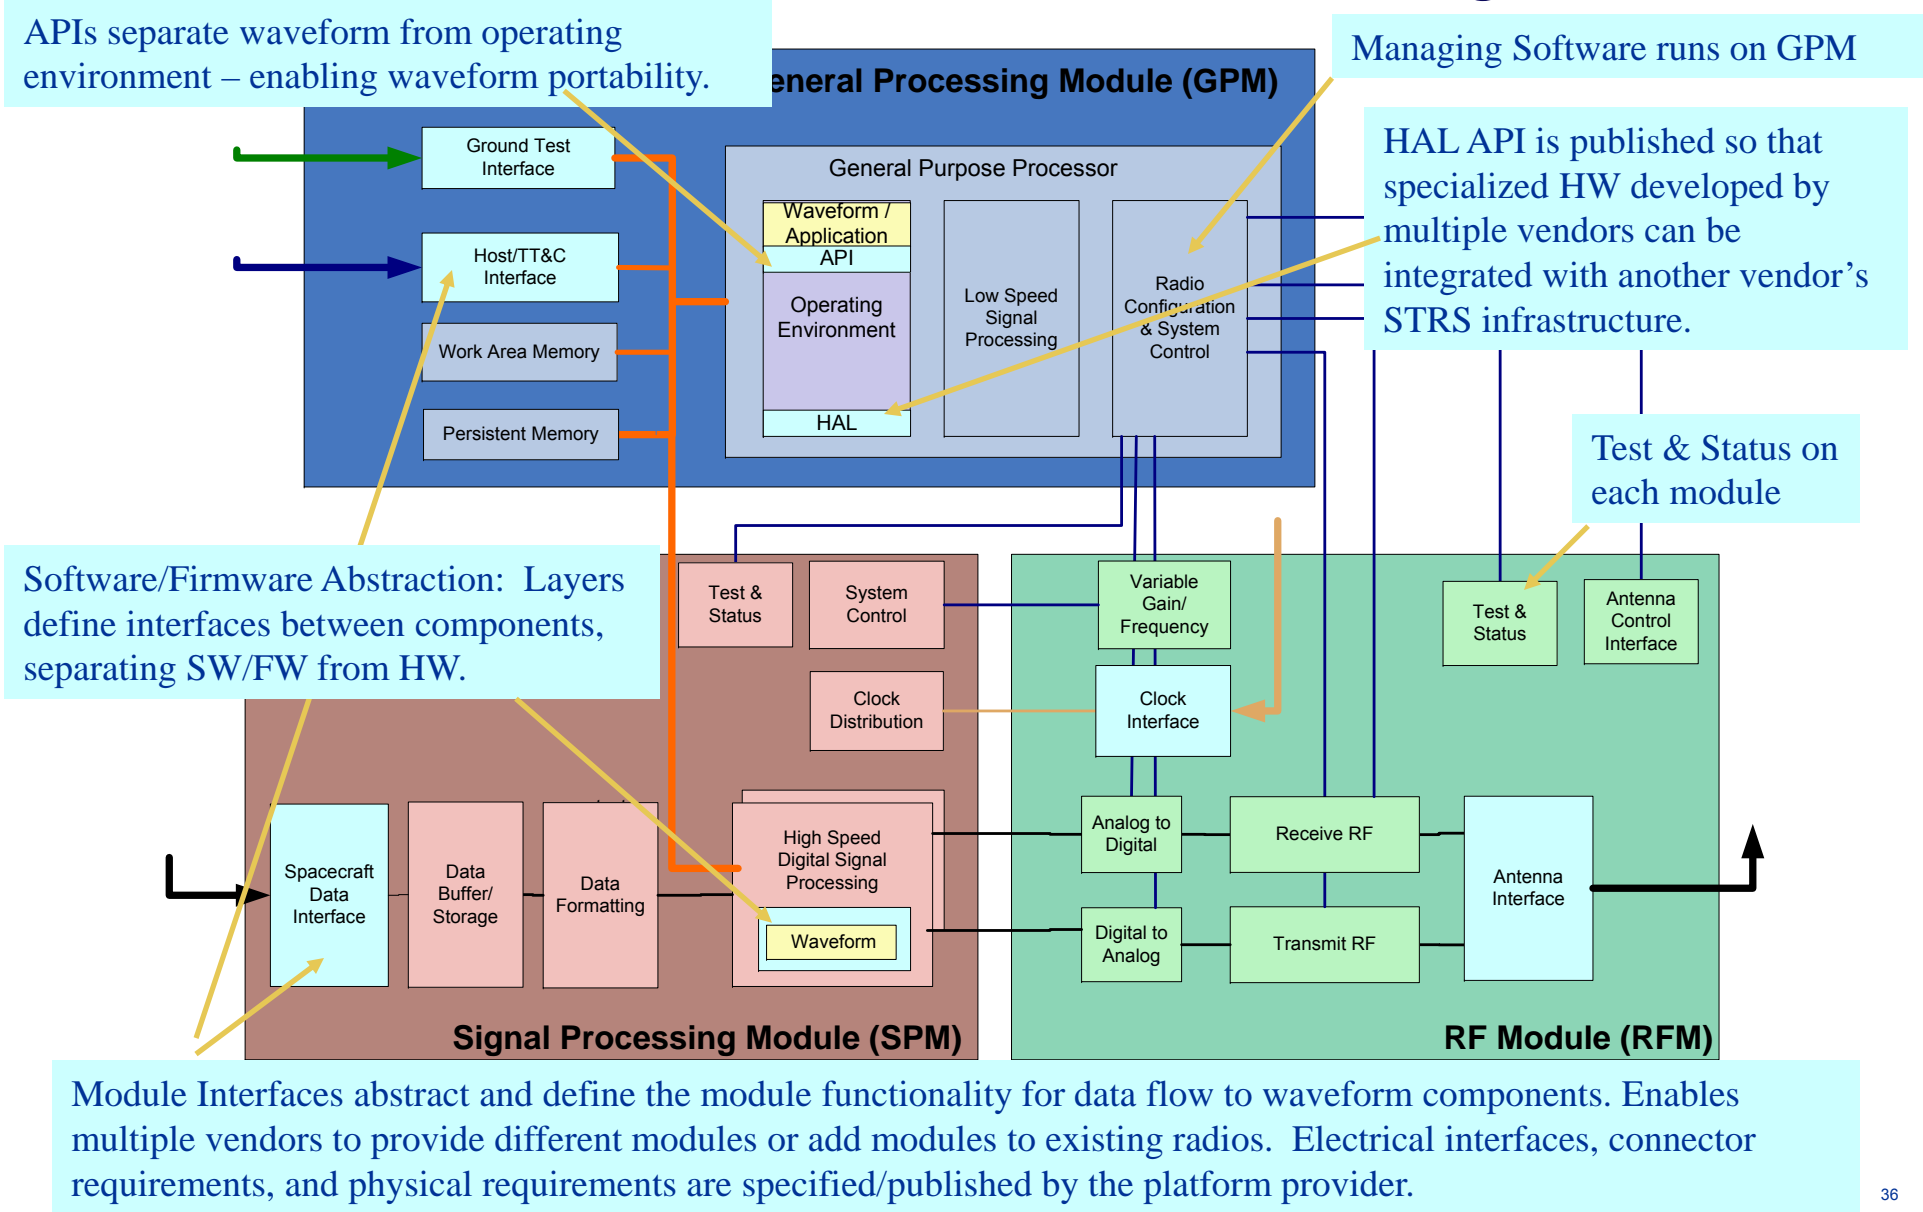 APIs separate waveform from operating
environment – enabling waveform portability.
Managing Software runs on GPM
eneral Processing Module (GPM)
HAL API is published so that
specialized HW developed by
multiple vendors can be
integrated with another vendor’s
STRS infrastructure.
Ground Test
Interface
General Purpose Processor
Waveform /
Application
API
Operating
Environment
HAL
Low Speed
Signal
Processing
Radio
Configuration
& System
Control
Host/TT&C
Interface
Work Area Memory
Persistent Memory
Test & Status on
each module
Software/Firmware Abstraction: Layers
define interfaces between components,
separating SW/FW from HW.
Test &
Status
System
Control
Clock
Distribution
Variable
Gain/
Frequency
Clock
Interface
Test &
Status
Antenna
Control
Interface
Spacecraft
Data
Interface
Data
Buffer/
Storage
Data
Formatting
High Speed
Digital Signal
Processing
Waveform
Analog to
Digital
Digital to
Analog
Receive RF
Transmit RF
Antenna
Interface
Signal Processing Module (SPM)
RF Module (RFM)
Module Interfaces abstract and define the module functionality for data flow to waveform components. Enables
multiple vendors to provide different modules or add modules to existing radios. Electrical interfaces, connector
requirements, and physical requirements are specified/published by the platform provider.
36